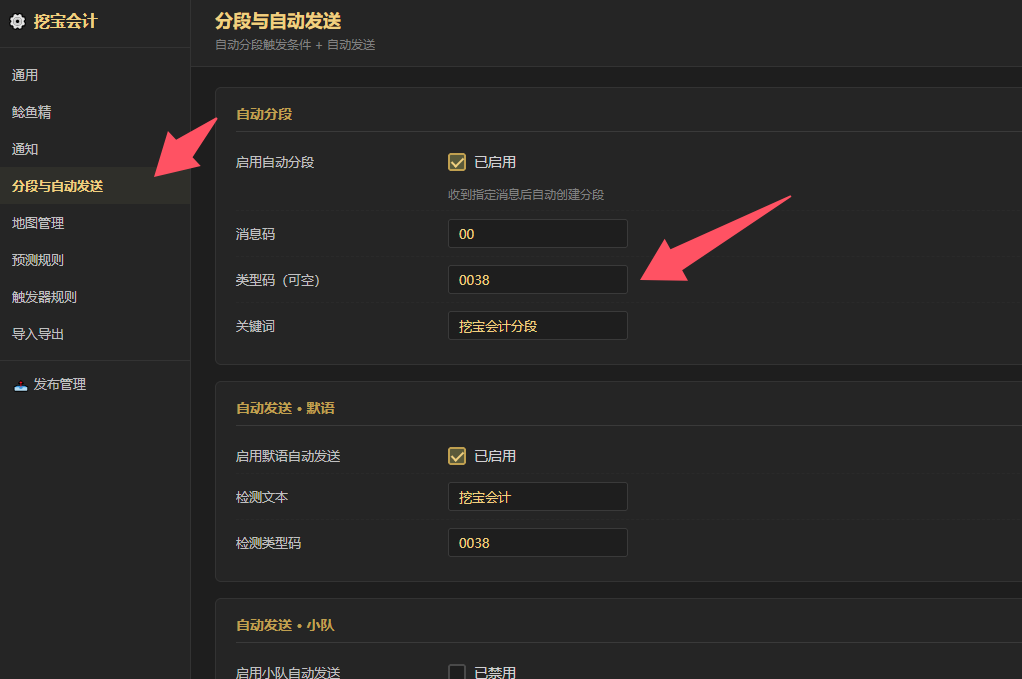 挖宝会计
通用
鲶鱼精
通知
分段与自动发送
地图管理
预测规则
触发器规则
导入导出
发布管理
分段与自动发送
自动分段触发条件 + 自动发送
自动分段
启用自动分段 已启用
收到指定消息后自动创建分段
消息码 00
类型码（可空） 0038
关键词 挖宝会计分段
自动发送 • 默语
启用默语自动发送 已启用
检测文本 挖宝会计
检测类型码 0038
自动发送 • 小队
启用小队自动发送 已禁用